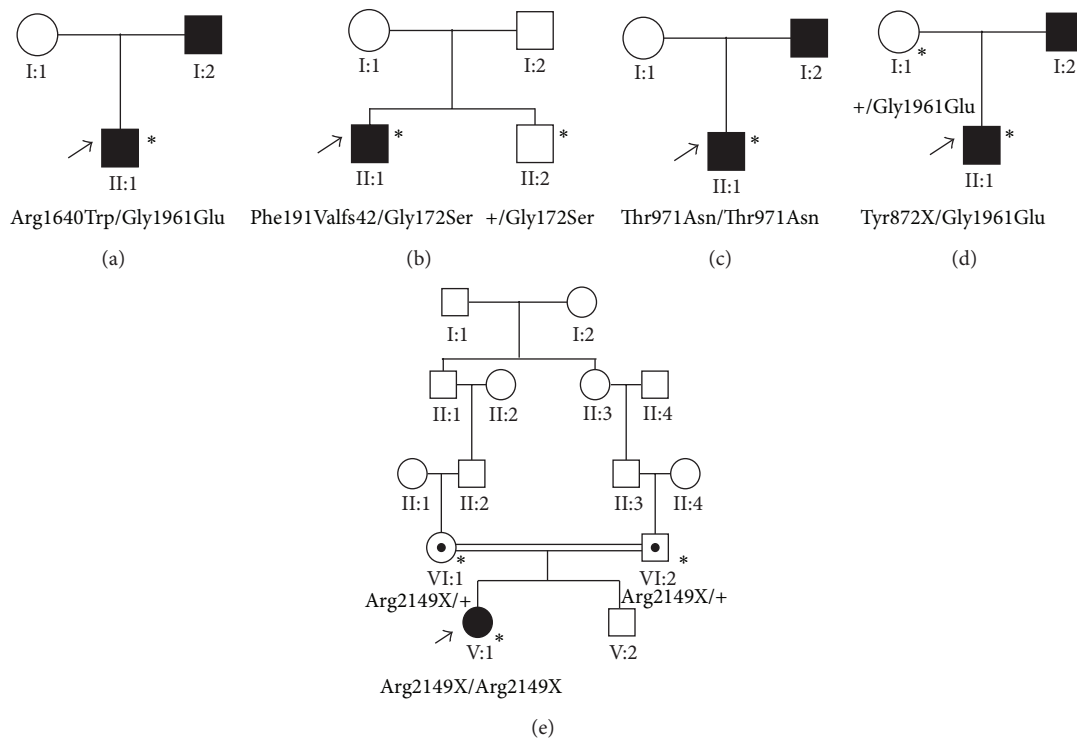 I:1 I:2 I:1 I:2 I:1 I:2 I:1 * I:2
+/Gly1961Glu
* * * * *
II:1 II:1 II:2 II:1 II:1
Arg1640Trp/Gly1961Glu Phe191Valfs42/Gly172Ser +/Gly172Ser Thr971Asn/Thr971Asn Tyr872X/Gly1961Glu
(a) (b) (c) (d)
I:1 I:2
II:1 II:2 II:3 II:4
II:1 II:2 II:3 II:4
* *
VI:1 VI:2
Arg2149X/+ Arg2149X/+
*
V:1 V:2
Arg2149X/Arg2149X
(e)